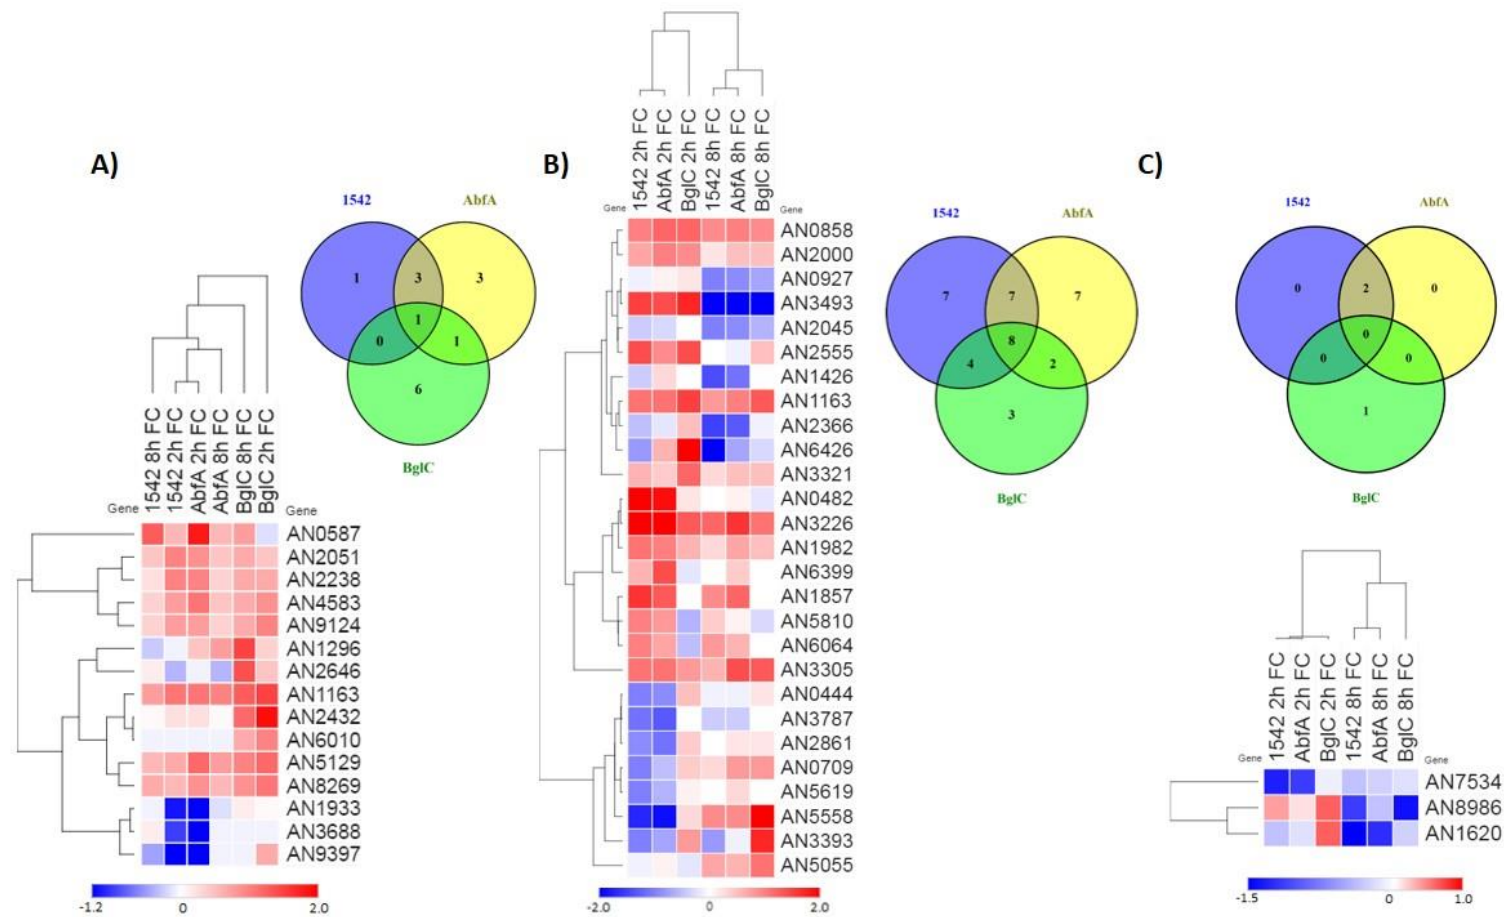 A)
1542
AbfA
1
3
3
1
0
1
6
BglC
1542 8h FC
1542 2h FC
AbfA 2h FC
AbfA 8h FC
BglC 8h FC
BglC 2h FC
Gene
Gene
AN0587
AN2051
AN2238
AN4583
AN9124
AN1296
AN2646
AN1163
AN2432
AN6010
AN5129
AN8269
AN1933
AN3688
AN9397
-1.2
0
2.0
B)
1542 2h FC
AbfA 2h FC
BglC 2h FC
1542 8h FC
AbfA 8h FC
BglC 8h FC
Gene
Gene
AN0858
AN2000
AN0927
AN3493
AN2045
AN2555
AN1426
AN1163
AN2366
AN6426
AN3321
AN0482
AN3226
AN1982
AN6399
AN1857
AN5810
AN6064
AN3305
AN0444
AN3787
AN2861
AN0709
AN5619
AN5558
AN3393
AN5055
-2.0
0
2.0
1542
AbfA
7
7
7
8
4
2
3
BglC
C)
1542
AbfA
0
2
0
0
0
0
1
BglC
1542 2h FC
AbfA 2h FC
BglC 2h FC
1542 8h FC
AbfA 8h FC
BglC 8h FC
Gene
Gene
AN7534
AN8986
AN1620
-1.5
0
1.0